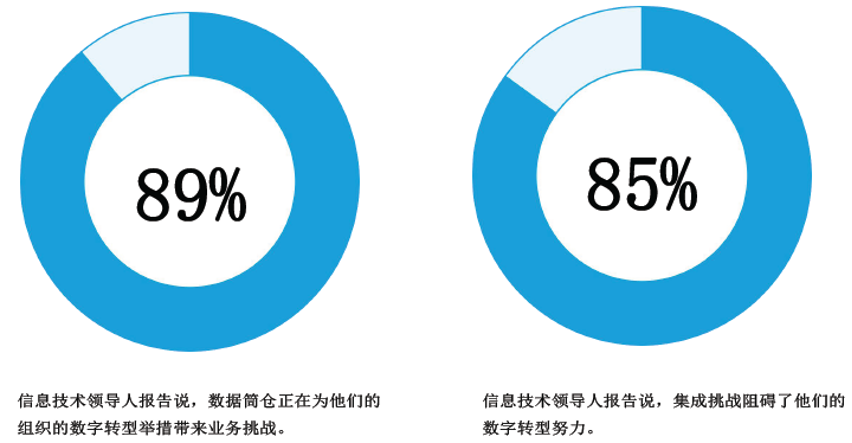 89%
85%
信息技术领导人报告说，数据筒仓正在为他们的
组织的数字转型举措带来业务挑战。
信息技术领导人报告说，集成挑战阻碍了他们的
数字转型努力。